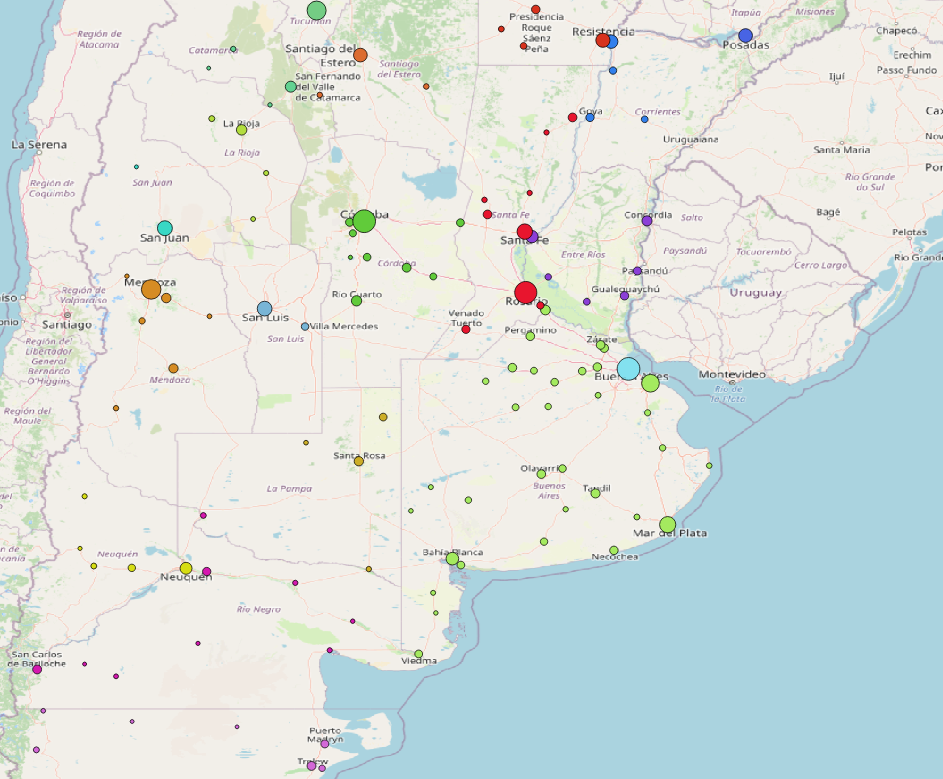 Tucumán
Itapúa
Misiones
Presidencia
Roque
Sáenz
Peña
Región de
Atacama
Resistencia
Chapecó
Posadas
Catamarca
Santiago del
Estero
Erechim
Passo Fundo
Santiago
del Estero
San Fernando
del Valle
de Catamarca
Ijuí
Goya
Corrientes
La Rioja
Uruguaiana
La Serena
La Rioja
Santa Maria
Rio Grande
do Sul
Región de
Coquimbo
San Juan
Bagé
Santa Fe
Concordia
Salto
Pelotas
San Juan
Santa Fe
Entre Ríos
Paysandú
Tacuarembó
Rio Grande
Córdoba
Cerro Largo
Paysandú
Mendoza
Gualeguaychú
Uruguay
Región de
Valparaíso
Río Cuarto
Rosario
Santiago
San Luis
Villa Mercedes
Venado
Tuerto
Pergamino
San Luis
Zárate
Región del
Libertador
General
Bernardo
O'Higgins
Mendoza
Buenos Aires
Montevideo
Río de
la Plata
Región del
Maule
Santa Rosa
Olavarría
La Pampa
Buenos
Aires
Tandil
Mar del Plata
Neuquén
Bahía Blanca
Necochea
Neuquén
Río Negro
San Carlos
de Bariloche
Viedma
Puerto
Madryn
Trelew